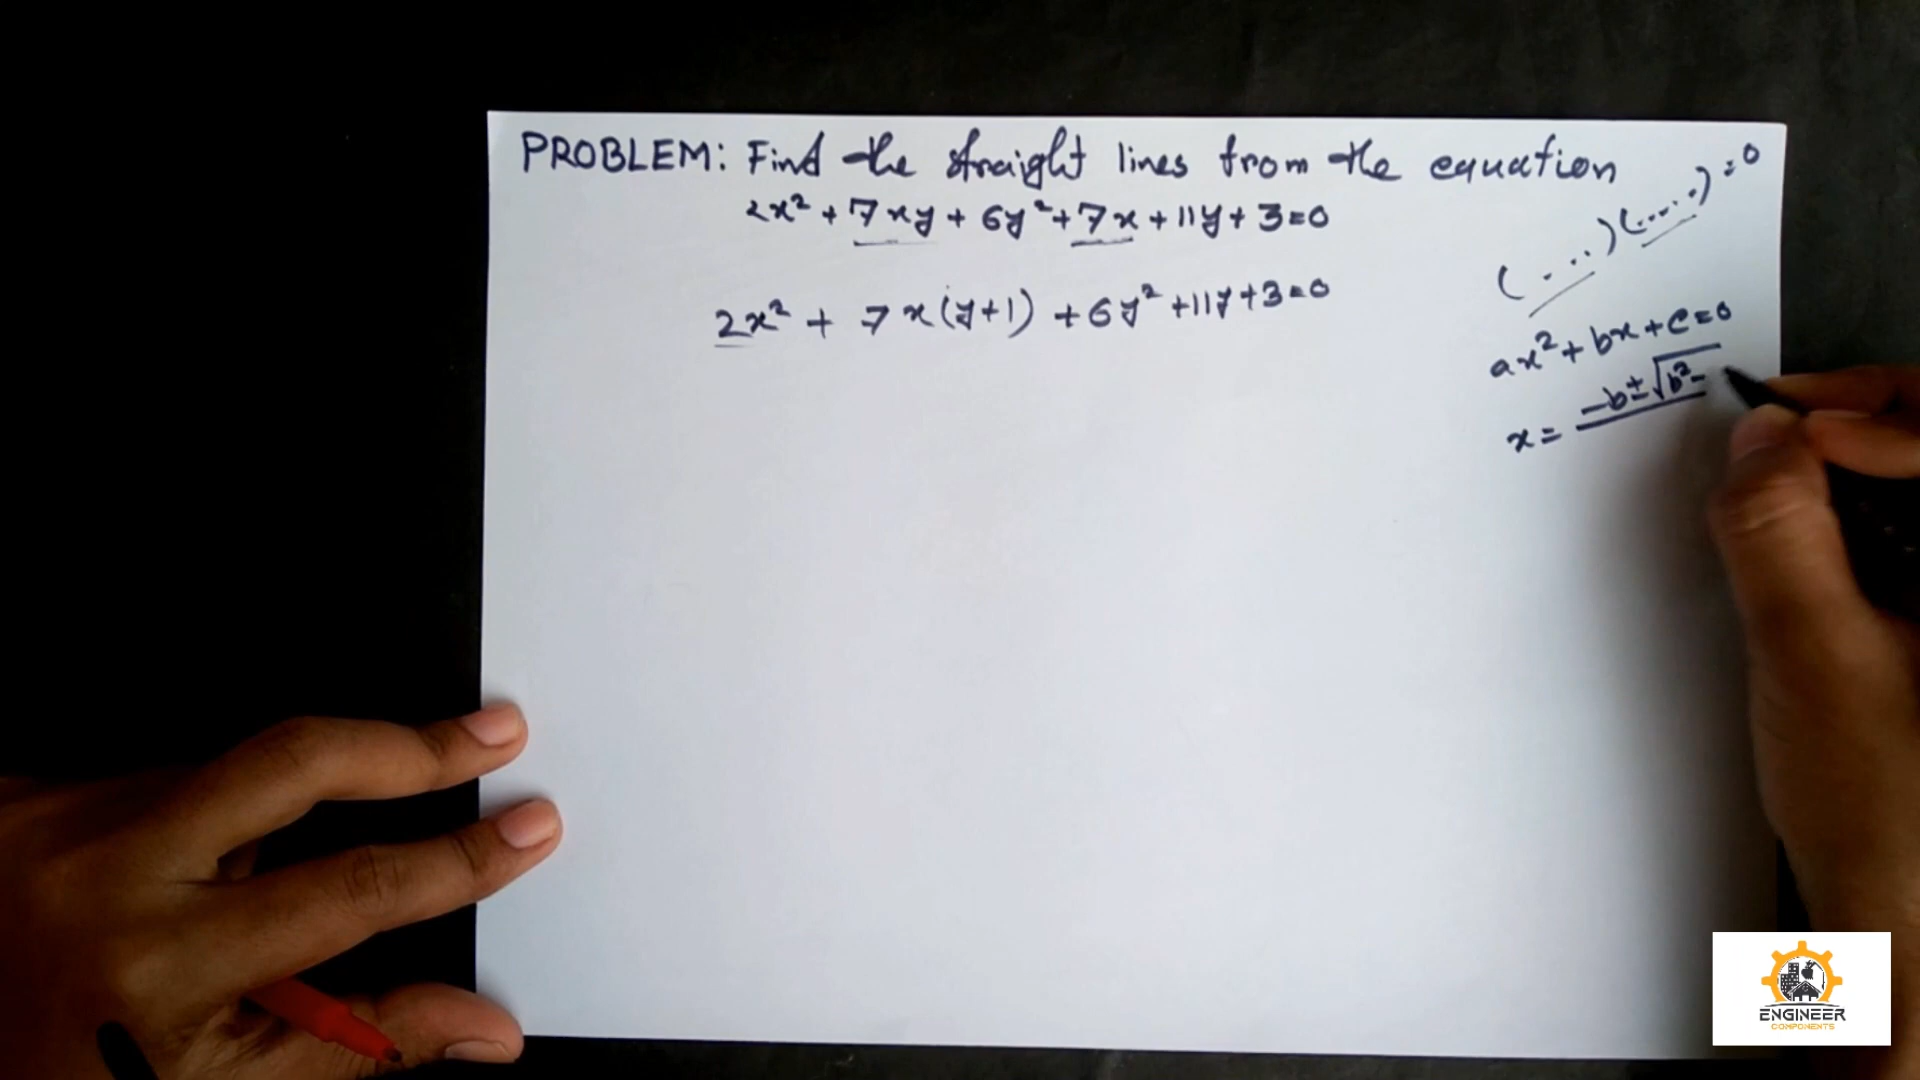 PROBLEM: Find the straight lines from the equation
2x² + 7xy + 6y² + 7x + 11y + 3 = 0
(...)(.....) = 0
2x² + 7x(y+1) + 6y² + 11y + 3 = 0
ax² + bx + c = 0
x = -b ± √b² -
ENGINEER
COMPONENTS